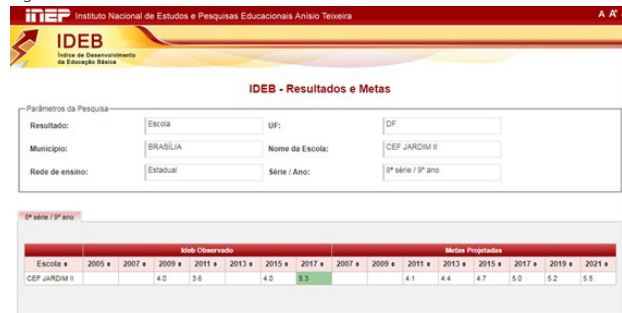 inep Instituto Nacional de Estudos e Pesquisas Educacionais Anísio Teixeira A A+
IDEB
Índice de Desenvolvimento
da Educação Básica
IDEB - Resultados e Metas
Parâmetros da Pesquisa
Resultado: Escola UF: DF
Município: BRASÍLIA Nome da Escola: CEF JARDIM II
Rede de ensino: Estadual Série / Ano: 8ª série / 9º ano
8ª série / 9º ano
Ideb Observado Metas Projetadas
Escola 2005 2007 2009 2011 2013 2015 2017 2007 2009 2011 2013 2015 2017 2019 2021
CEF JARDIM II 4.0 3.6 4.0 5.3 4.1 4.4 4.7 5.0 5.2 5.5